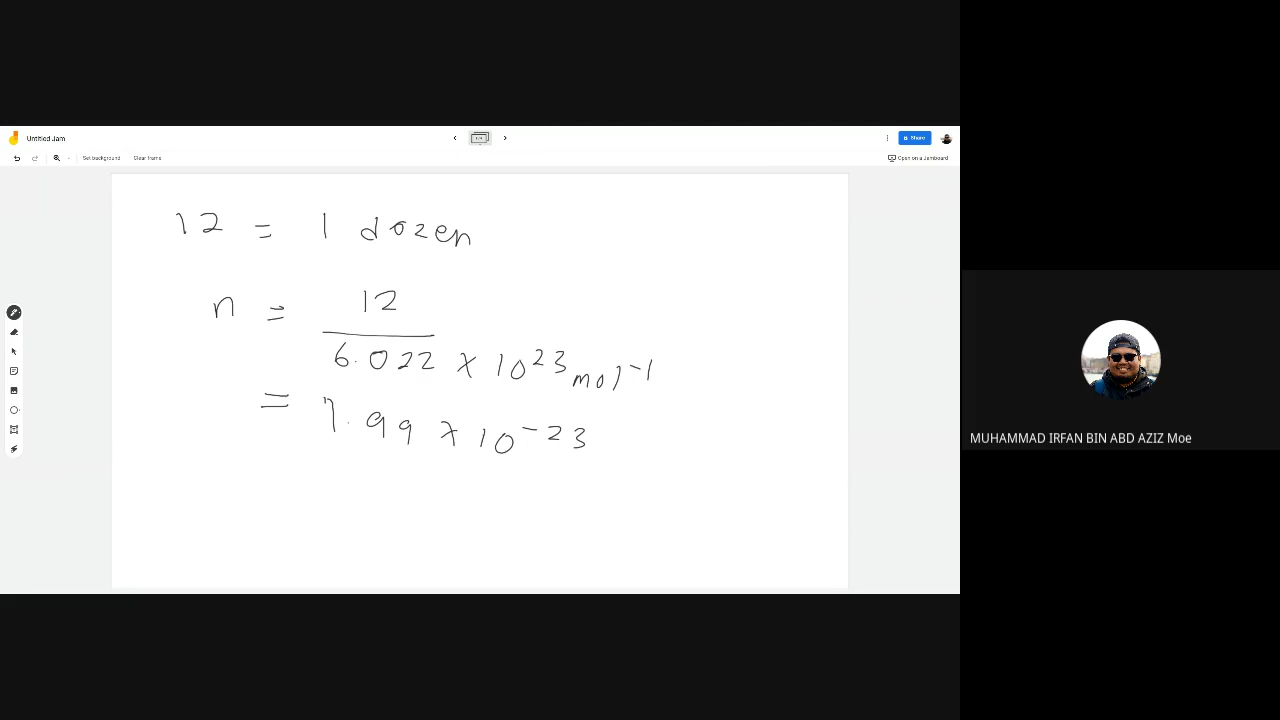 Untitled Jam
Share
Set background
Clear frame
Open on a Jamboard
12 = 1 dozen
n = 12
6.022 × 10²³ mol⁻¹
= 1.99 × 10⁻²³
MUHAMMAD IRFAN BIN ABD AZIZ Moe